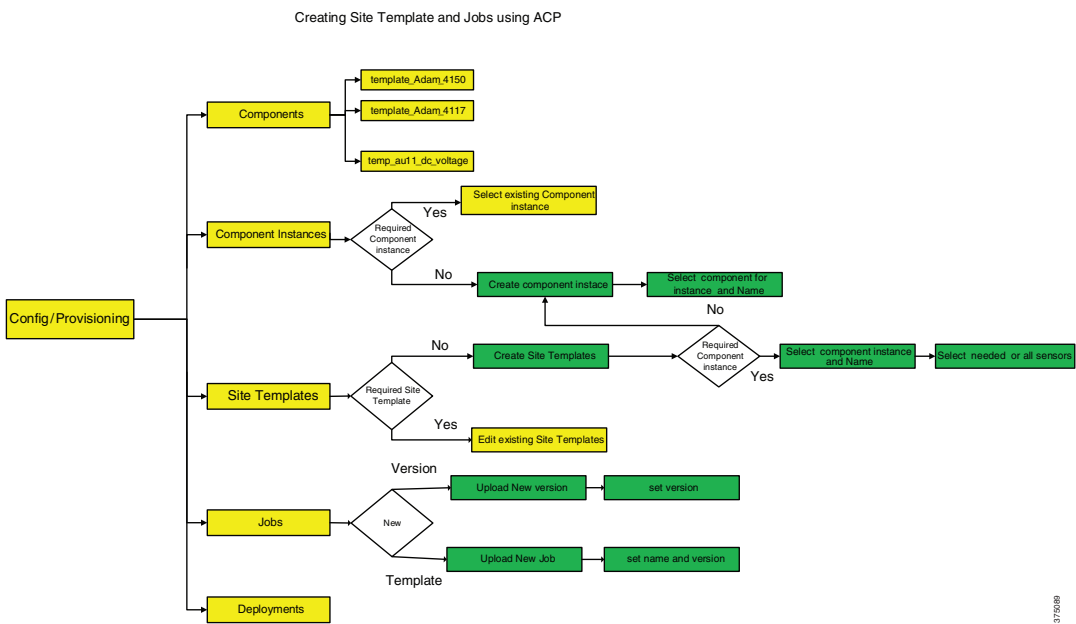 Creating Site Template and Jobs using ACP
template_Adam_4150
template_Adam_4117
Components
temp_au11_dc_voltage
Select existing Component
instance
Yes
Required
Component
instance
Component Instances
No
Create component instace
Select component for
instance and Name
Config/Provisioning
No
No
Create Site Templates
Required
Component
instance
Select component instance
and Name
Select needed or all sensors
Yes
Site Templates
Required Site
Template
Yes
Edit existing Site Templates
Version
Upload New version
set version
Jobs
New
Upload New Job
set name and version
Template
Deployments
375089